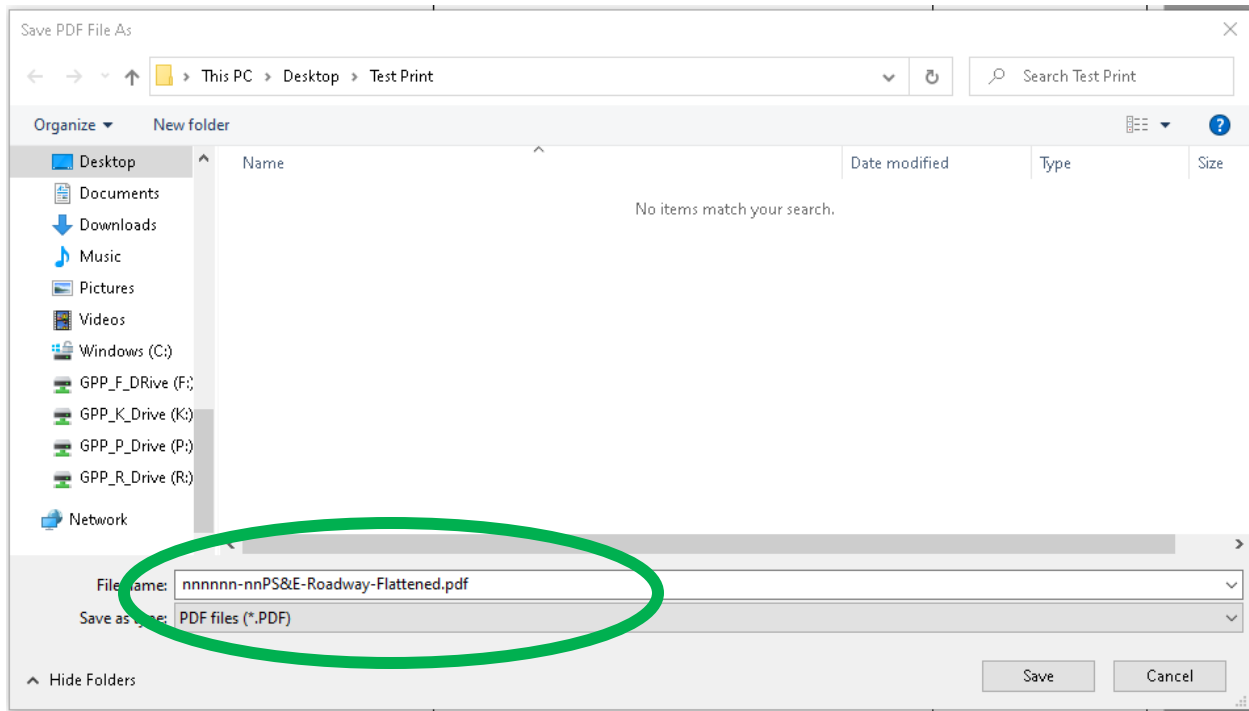 Save PDF File As
This PC > Desktop > Test Print
Search Test Print
Organize
New folder
Desktop
Documents
Downloads
Music
Pictures
Videos
Windows (C:)
GPP_F_DRive (F:)
GPP_K_Drive (K:)
GPP_P_Drive (P:)
GPP_R_Drive (R:)
Network
Name
Date modified
Type
Size
No items match your search.
File name: nnnnnn-nnPS&E-Roadway-Flattened.pdf
Save as type: PDF files (*.PDF)
Hide Folders
Save
Cancel